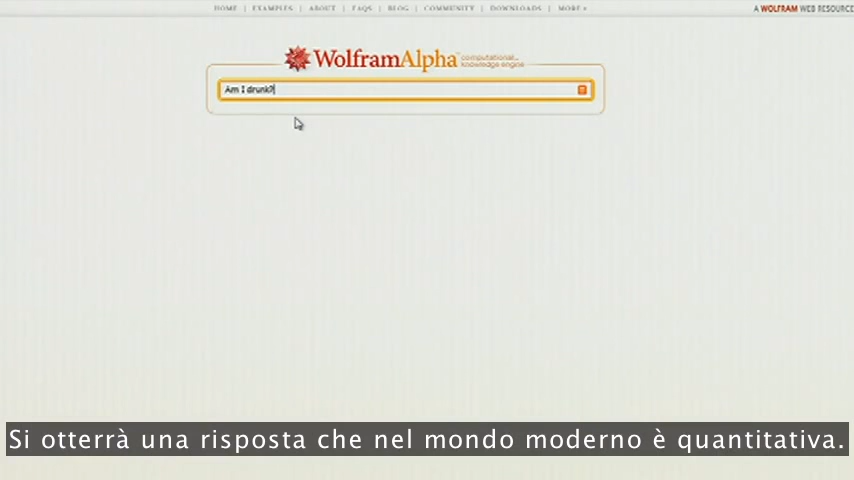 HOME | EXAMPLES | ABOUT | FAQS | BLOG | COMMUNITY | DOWNLOADS | MORE »
A WOLFRAM WEB RESOURCE
WolframAlpha™ computational... knowledge engine
Am I drunk?
Si otterrà una risposta che nel mondo moderno è quantitativa.